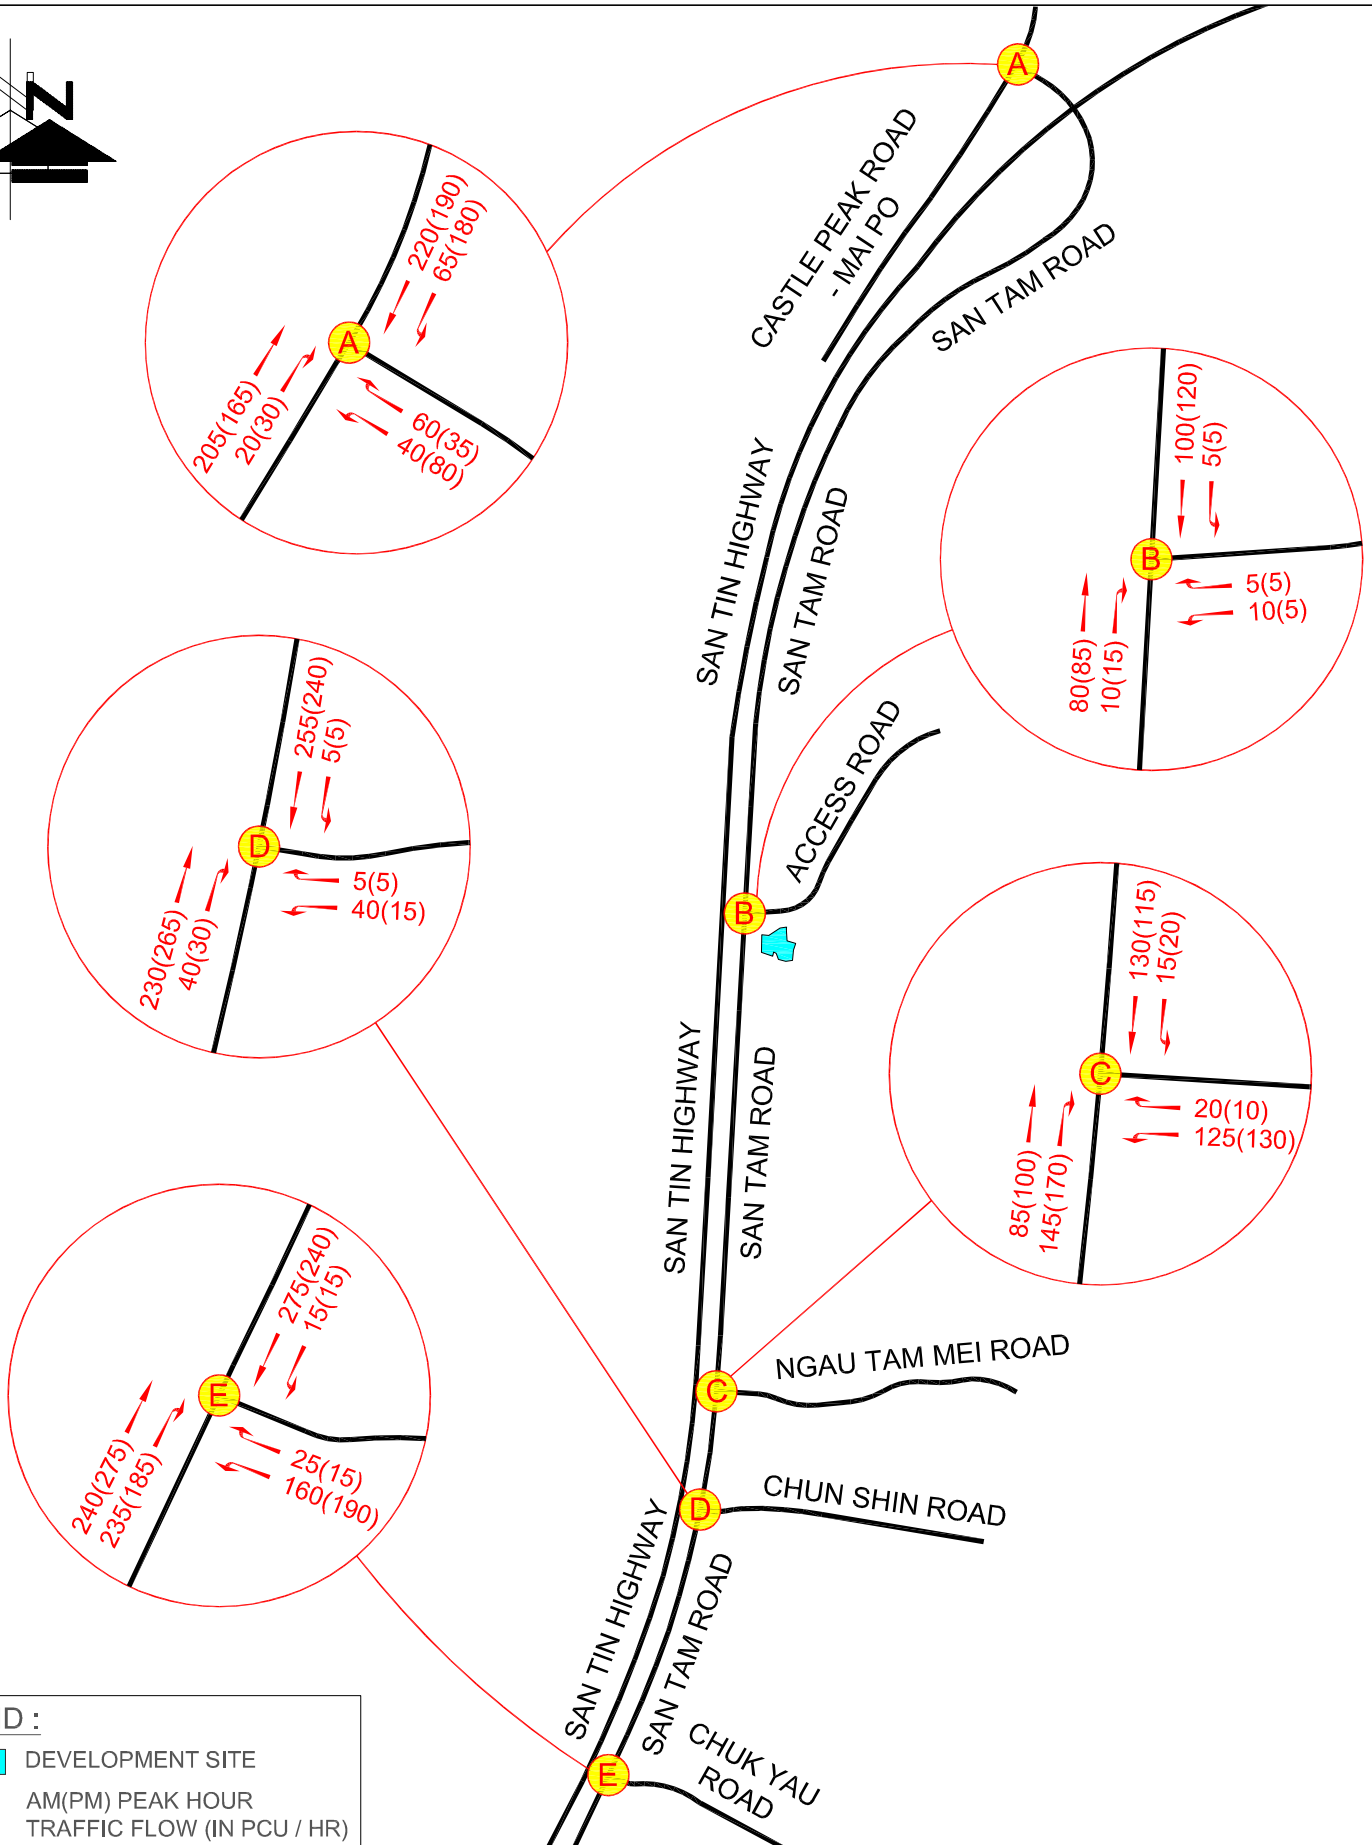 N
A
CASTLE PEAK ROAD
- MAI PO
SAN TAM ROAD
220(190)
65(180)
A
205(165)
20(30)
60(35)
40(80)
SAN TIN HIGHWAY
SAN TAM ROAD
100(120)
5(5)
B
5(5)
10(5)
80(85)
10(15)
255(240)
5(5)
D
5(5)
40(15)
230(265)
40(30)
ACCESS ROAD
B
130(115)
15(20)
C
20(10)
125(130)
85(100)
145(170)
SAN TIN HIGHWAY
SAN TAM ROAD
275(240)
15(15)
E
25(15)
160(190)
240(275)
235(185)
NGAU TAM MEI ROAD
C
CHUN SHIN ROAD
D
SAN TIN HIGHWAY
SAN TAM ROAD
CHUK YAU
ROAD
E
D :
DEVELOPMENT SITE
AM(PM) PEAK HOUR
TRAFFIC FLOW (IN PCU / HR)